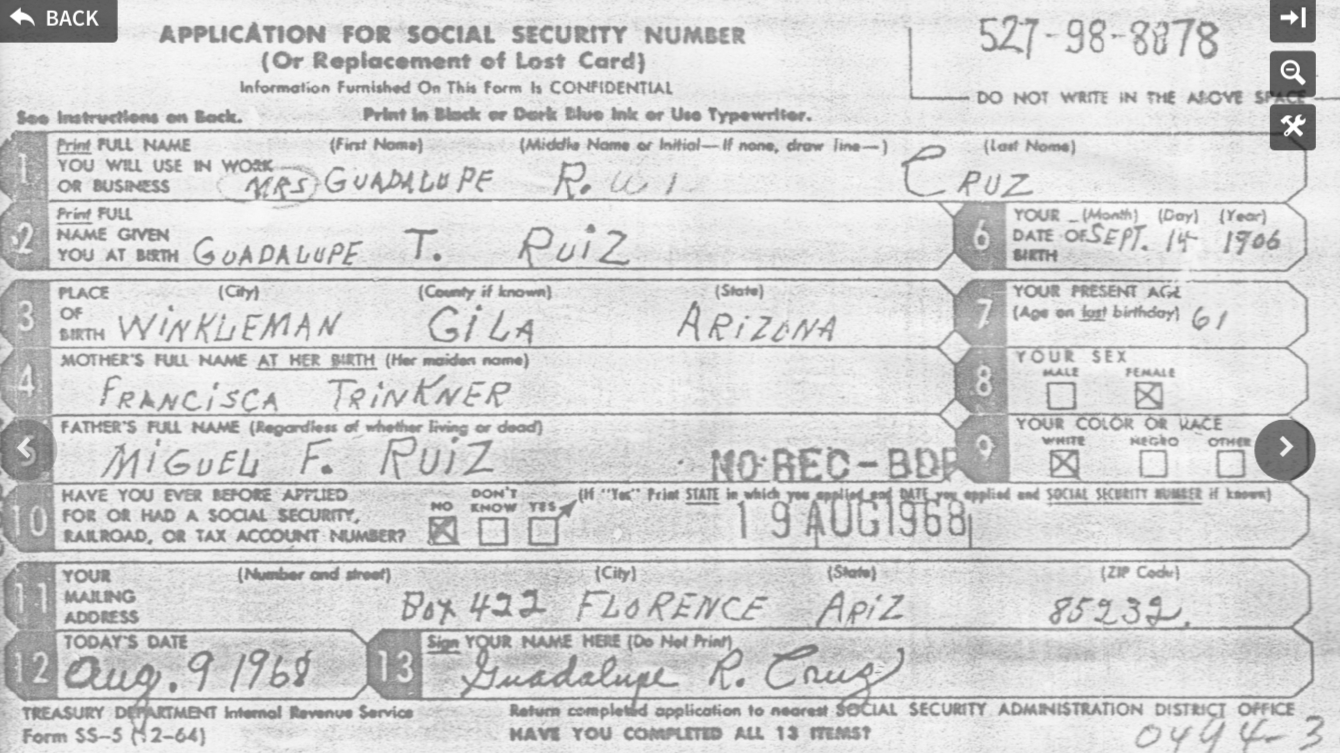 BACK
APPLICATION FOR SOCIAL SECURITY NUMBER
(Or Replacement of Lost Card)
Information Furnished On This Form Is CONFIDENTIAL
527-98-8878
DO NOT WRITE IN THE ABOVE SPACE
See Instructions on Back. Print in Black or Dark Blue Ink or Use Typewriter.
1 Print FULL NAME (First Name) (Middle Name or Initial—If none, draw line—) (Last Name)
YOU WILL USE IN WORK
OR BUSINESS MRS GUADALUPE R. CRUZ
2 Print FULL
NAME GIVEN
YOU AT BIRTH GUADALUPE T. RUIZ
6 YOUR (Month) (Day) (Year)
DATE OF SEPT. 14 1906
BIRTH
3 PLACE (City) (County if known) (State)
OF
BIRTH WINKLEMAN GILA ARIZONA
7 YOUR PRESENT AGE
(Age on last birthday) 61
4 MOTHER'S FULL NAME AT HER BIRTH (Her maiden name)
FRANCISCA TRINKNER
8 YOUR SEX
MALE FEMALE
5 FATHER'S FULL NAME (Regardless of whether living or dead)
MIGUEL F. RUIZ
NO REC-BDP
9 YOUR COLOR OR RACE
WHITE NEGRO OTHER
10 HAVE YOU EVER BEFORE APPLIED
FOR OR HAD A SOCIAL SECURITY,
RAILROAD, OR TAX ACCOUNT NUMBER?
NO DON'T KNOW YES
(If "Yes" Print STATE in which you applied and DATE you applied and SOCIAL SECURITY NUMBER if known)
19 AUG 1968
11 YOUR (Number and street) (City) (State) (ZIP Code)
MAILING
ADDRESS Box 422 FLORENCE ARIZ 85232.
12 TODAY'S DATE
Aug. 9 1968
13 Sign YOUR NAME HERE (Do Not Print)
Guadalupe R. Cruz
TREASURY DEPARTMENT Internal Revenue Service Return completed application to nearest SOCIAL SECURITY ADMINISTRATION DISTRICT OFFICE
Form SS-5 (12-64) HAVE YOU COMPLETED ALL 13 ITEMS?
0494-3